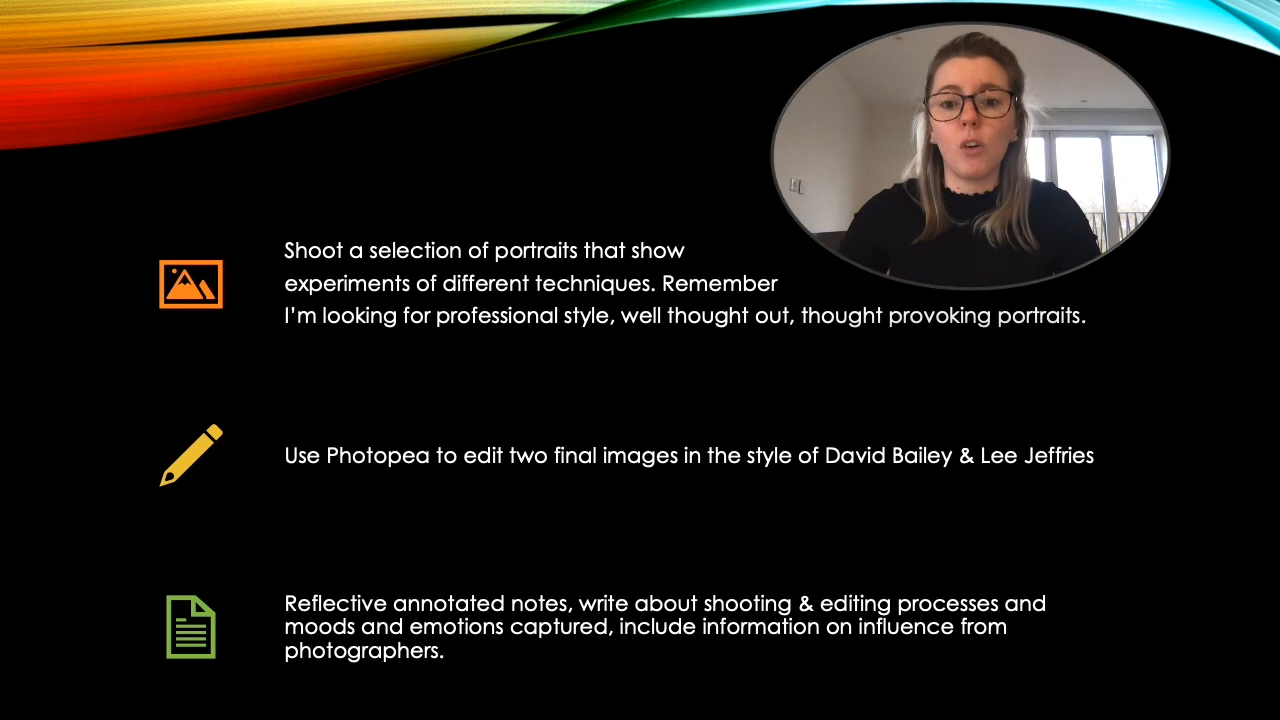 Shoot a selection of portraits that show
experiments of different techniques. Remember
I’m looking for professional style, well thought out, thought provoking portraits.
Use Photopea to edit two final images in the style of David Bailey & Lee Jeffries
Reflective annotated notes, write about shooting & editing processes and
moods and emotions captured, include information on influence from
photographers.